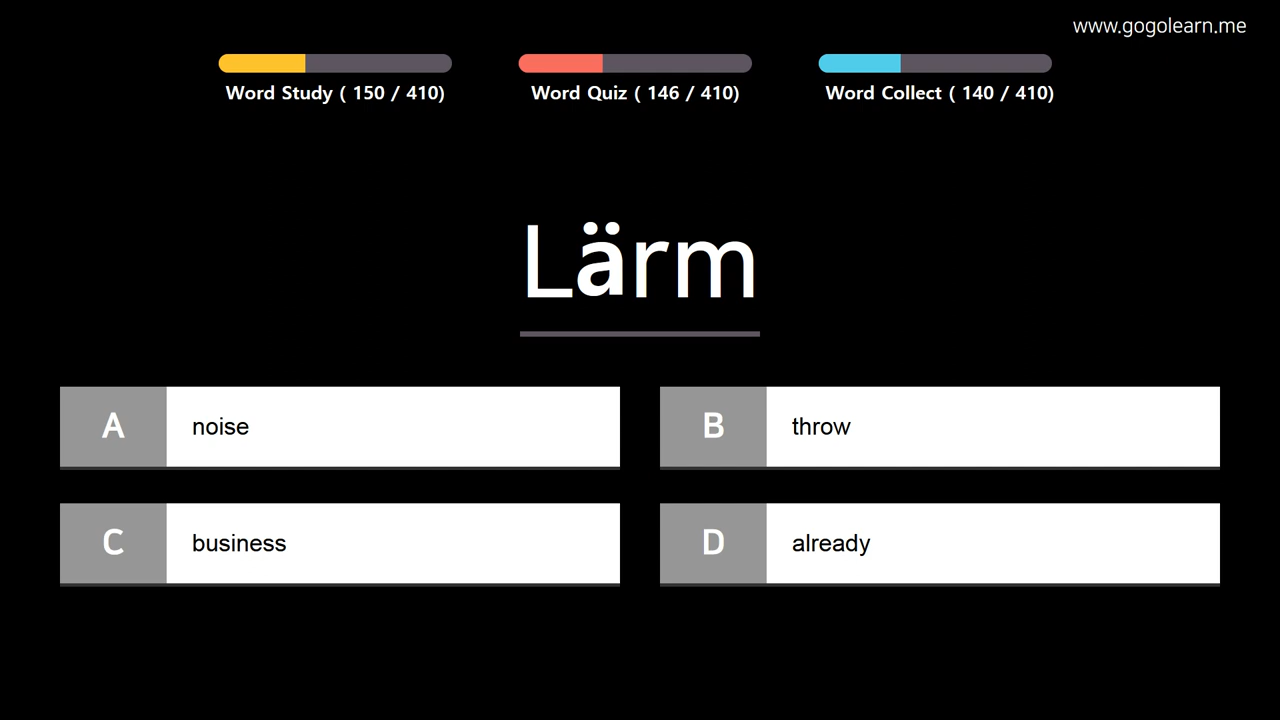 www.gogolearn.me
Word Study ( 150 / 410)
Word Quiz ( 146 / 410)
Word Collect ( 140 / 410)
Lärm
A noise
B throw
C business
D already